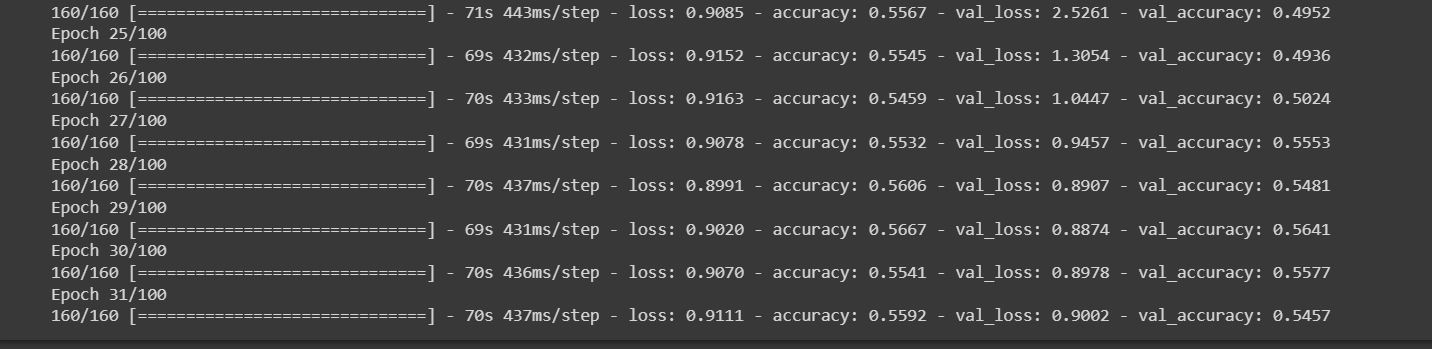 160/160 [==============================] - 71s 443ms/step - loss: 0.9085 - accuracy: 0.5567 - val_loss: 2.5261 - val_accuracy: 0.4952
Epoch 25/100
160/160 [==============================] - 69s 432ms/step - loss: 0.9152 - accuracy: 0.5545 - val_loss: 1.3054 - val_accuracy: 0.4936
Epoch 26/100
160/160 [==============================] - 70s 433ms/step - loss: 0.9163 - accuracy: 0.5459 - val_loss: 1.0447 - val_accuracy: 0.5024
Epoch 27/100
160/160 [==============================] - 69s 431ms/step - loss: 0.9078 - accuracy: 0.5532 - val_loss: 0.9457 - val_accuracy: 0.5553
Epoch 28/100
160/160 [==============================] - 70s 437ms/step - loss: 0.8991 - accuracy: 0.5606 - val_loss: 0.8907 - val_accuracy: 0.5481
Epoch 29/100
160/160 [==============================] - 69s 431ms/step - loss: 0.9020 - accuracy: 0.5667 - val_loss: 0.8874 - val_accuracy: 0.5641
Epoch 30/100
160/160 [==============================] - 70s 436ms/step - loss: 0.9070 - accuracy: 0.5541 - val_loss: 0.8978 - val_accuracy: 0.5577
Epoch 31/100
160/160 [==============================] - 70s 437ms/step - loss: 0.9111 - accuracy: 0.5592 - val_loss: 0.9002 - val_accuracy: 0.5457